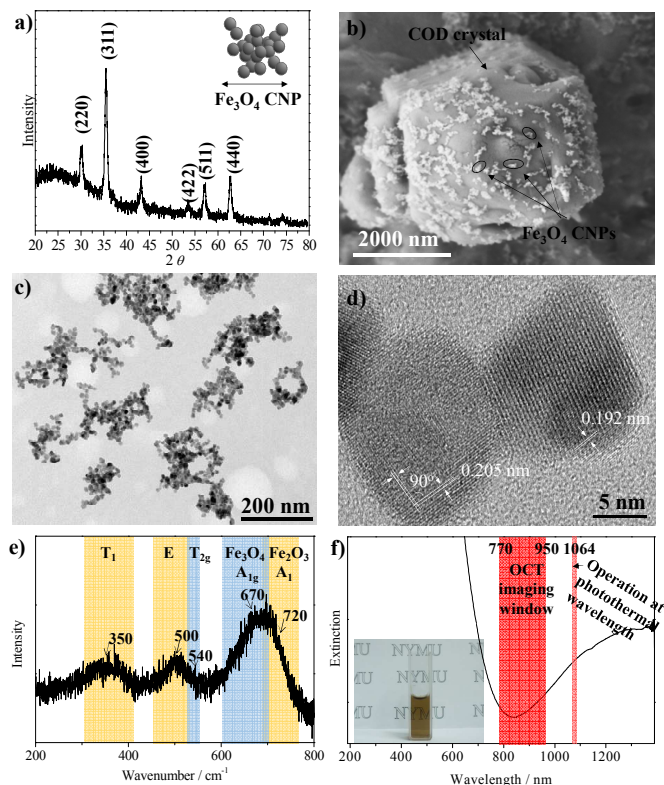 a)
(311)
(220)
(400)
(422)
(511)
(440)
Fe₃O₄ CNP
Intensity
20 25 30 35 40 45 50 55 60 65 70 75 80
2 θ
b)
COD crystal
Fe₃O₄ CNPs
2000 nm
c)
200 nm
d)
0.192 nm
90°
0.205 nm
5 nm
e)
T₁
E
T₂g
Fe₃O₄
A₁g
Fe₂O₃
A₁
670
720
350
500
540
Intensity
200 300 400 500 600 700 800
Wavenumber / cm⁻¹
f)
770 950 1064
OCT
imaging
window
Operation at
photothermal
wavelength
Extinction
NYMU
200 400 600 800 1000 1200
Wavelength / nm